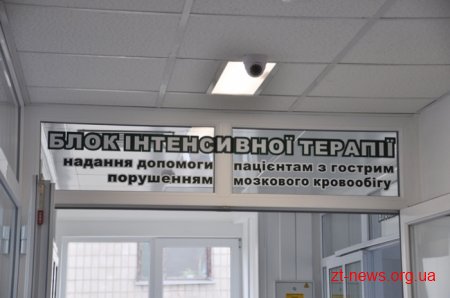 БЛОК ІНТЕНСИВНОЇ ТЕРАПІЇ
надання допомоги пацієнтам з гострим
порушенням мозкового кровообігу
zt-news.org.ua